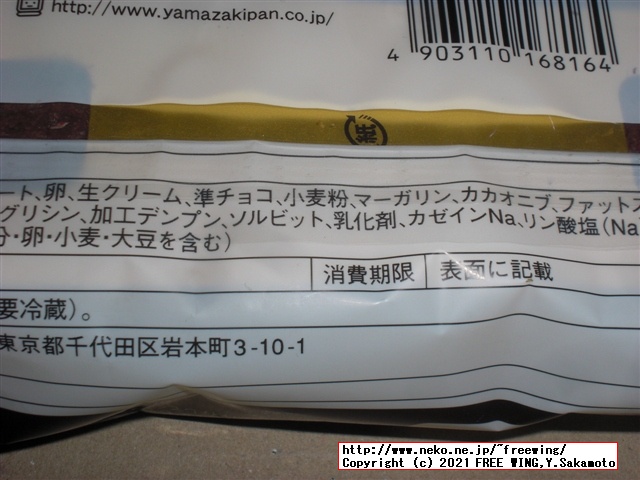 http://www.yamazakipan.co.jp/
4 903110 168164
ート、卵、生クリーム、準チョコ、小麦粉、マーガリン、カカオニブ、ファットス
グリシン、加工デンプン、ソルビット、乳化剤、カゼインNa、リン酸塩(Na
分・卵・小麦・大豆を含む)
消費期限 表面に記載
要冷蔵)。
東京都千代田区岩本町3-10-1
http://www.neko.ne.jp/~freewing/
Copyright (c) 2021 FREE WING,Y.Sakamoto